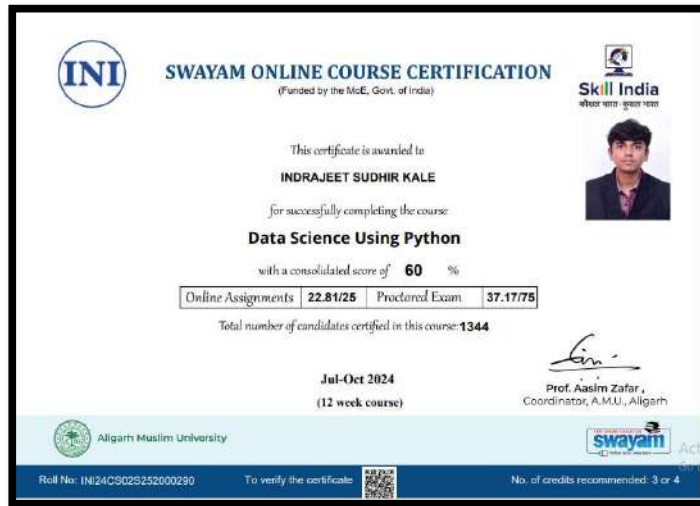 INI
SWAYAM ONLINE COURSE CERTIFICATION
(Funded by the MoE, Govt. of India)
Skill India
कौशल भारत - कुशल भारत
This certificate is awarded to
INDRAJEET SUDHIR KALE
for successfully completing the course
Data Science Using Python
with a consolidated score of 60 %
Online Assignments 22.81/25 Proctored Exam 37.17/75
Total number of candidates certified in this course:1344
Jul-Oct 2024
(12 week course)
Prof. Aasim Zafar,
Coordinator, A.M.U., Aligarh
Aligarh Muslim University
swayam
Roll No: INI24CS02S252000290
To verify the certificate
No. of credits recommended: 3 or 4